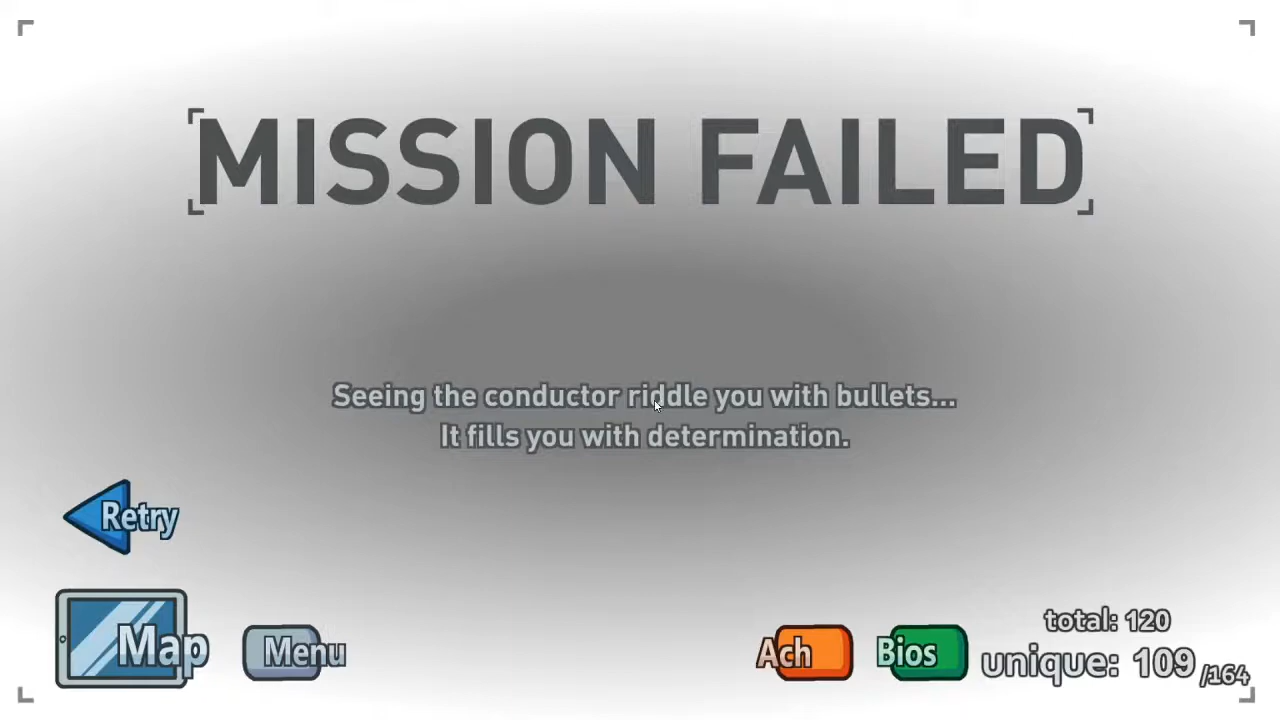 MISSION FAILED
Seeing the conductor riddle you with bullets...
It fills you with determination.
Retry
Map
Menu
Ach
Bios
total: 120
unique: 109 /164